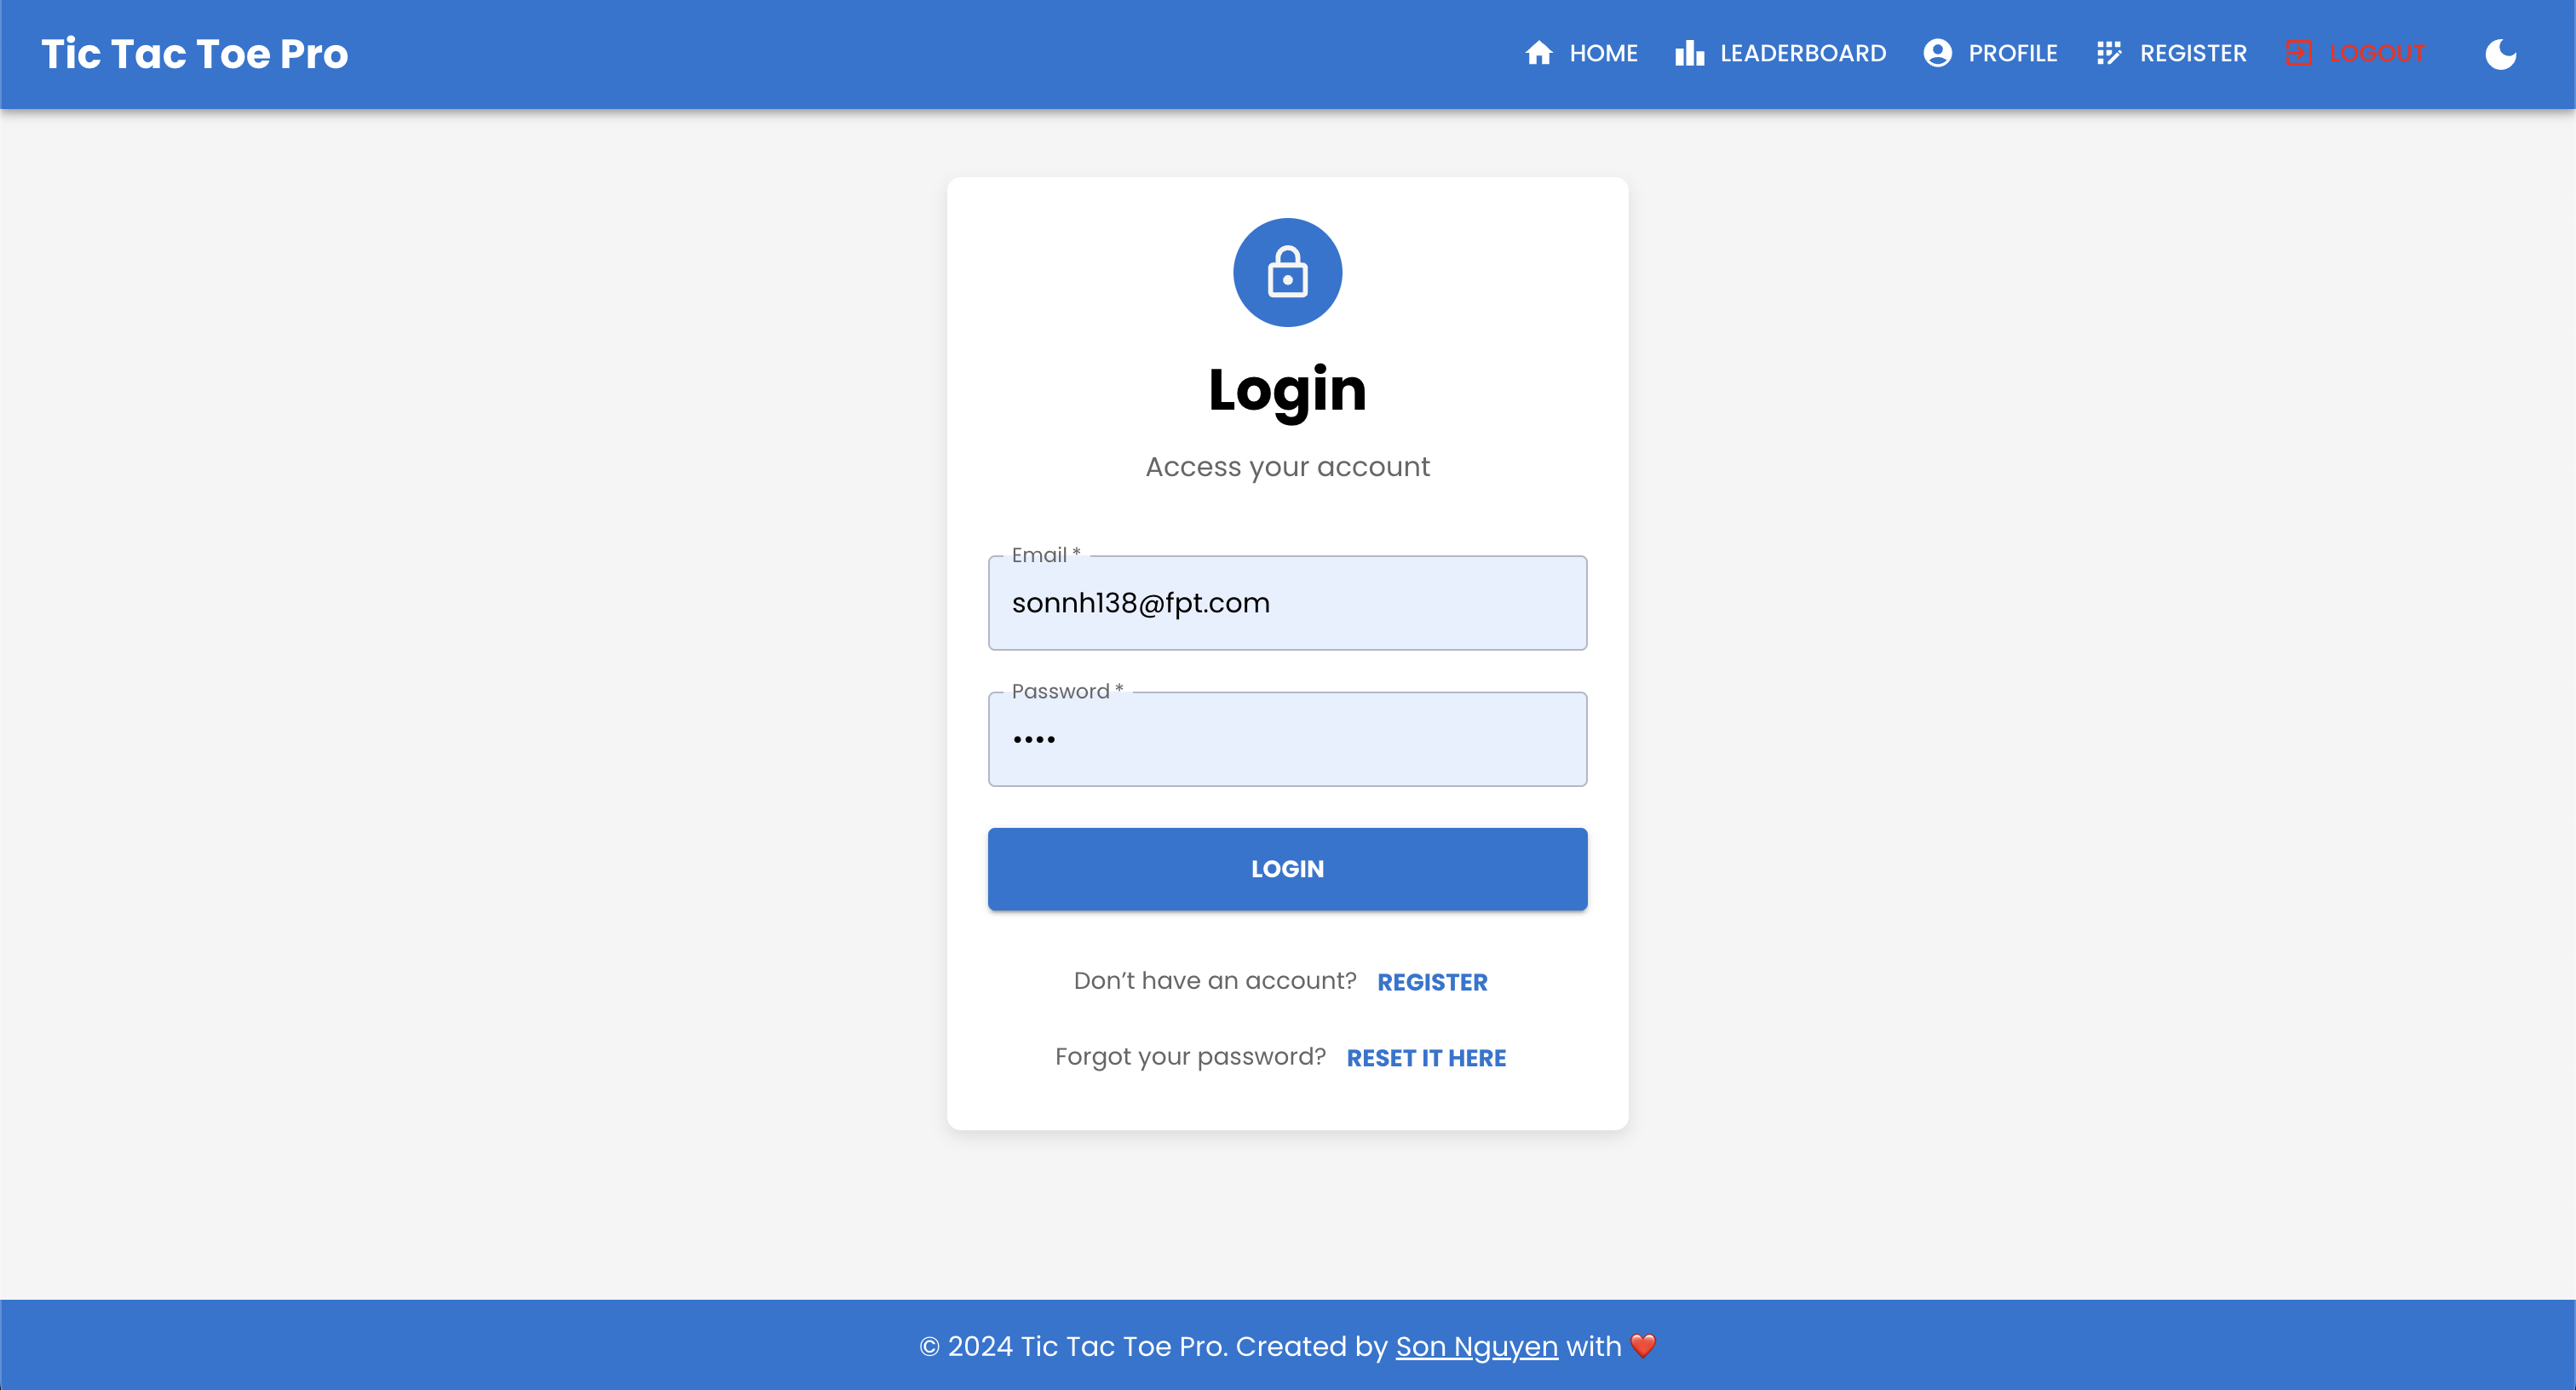 Tic Tac Toe Pro
HOME LEADERBOARD PROFILE REGISTER LOGOUT
Login
Access your account
Email *
sonnh138@fpt.com
Password *
••••
LOGIN
Don’t have an account? REGISTER
Forgot your password? RESET IT HERE
© 2024 Tic Tac Toe Pro. Created by Son Nguyen with ❤️